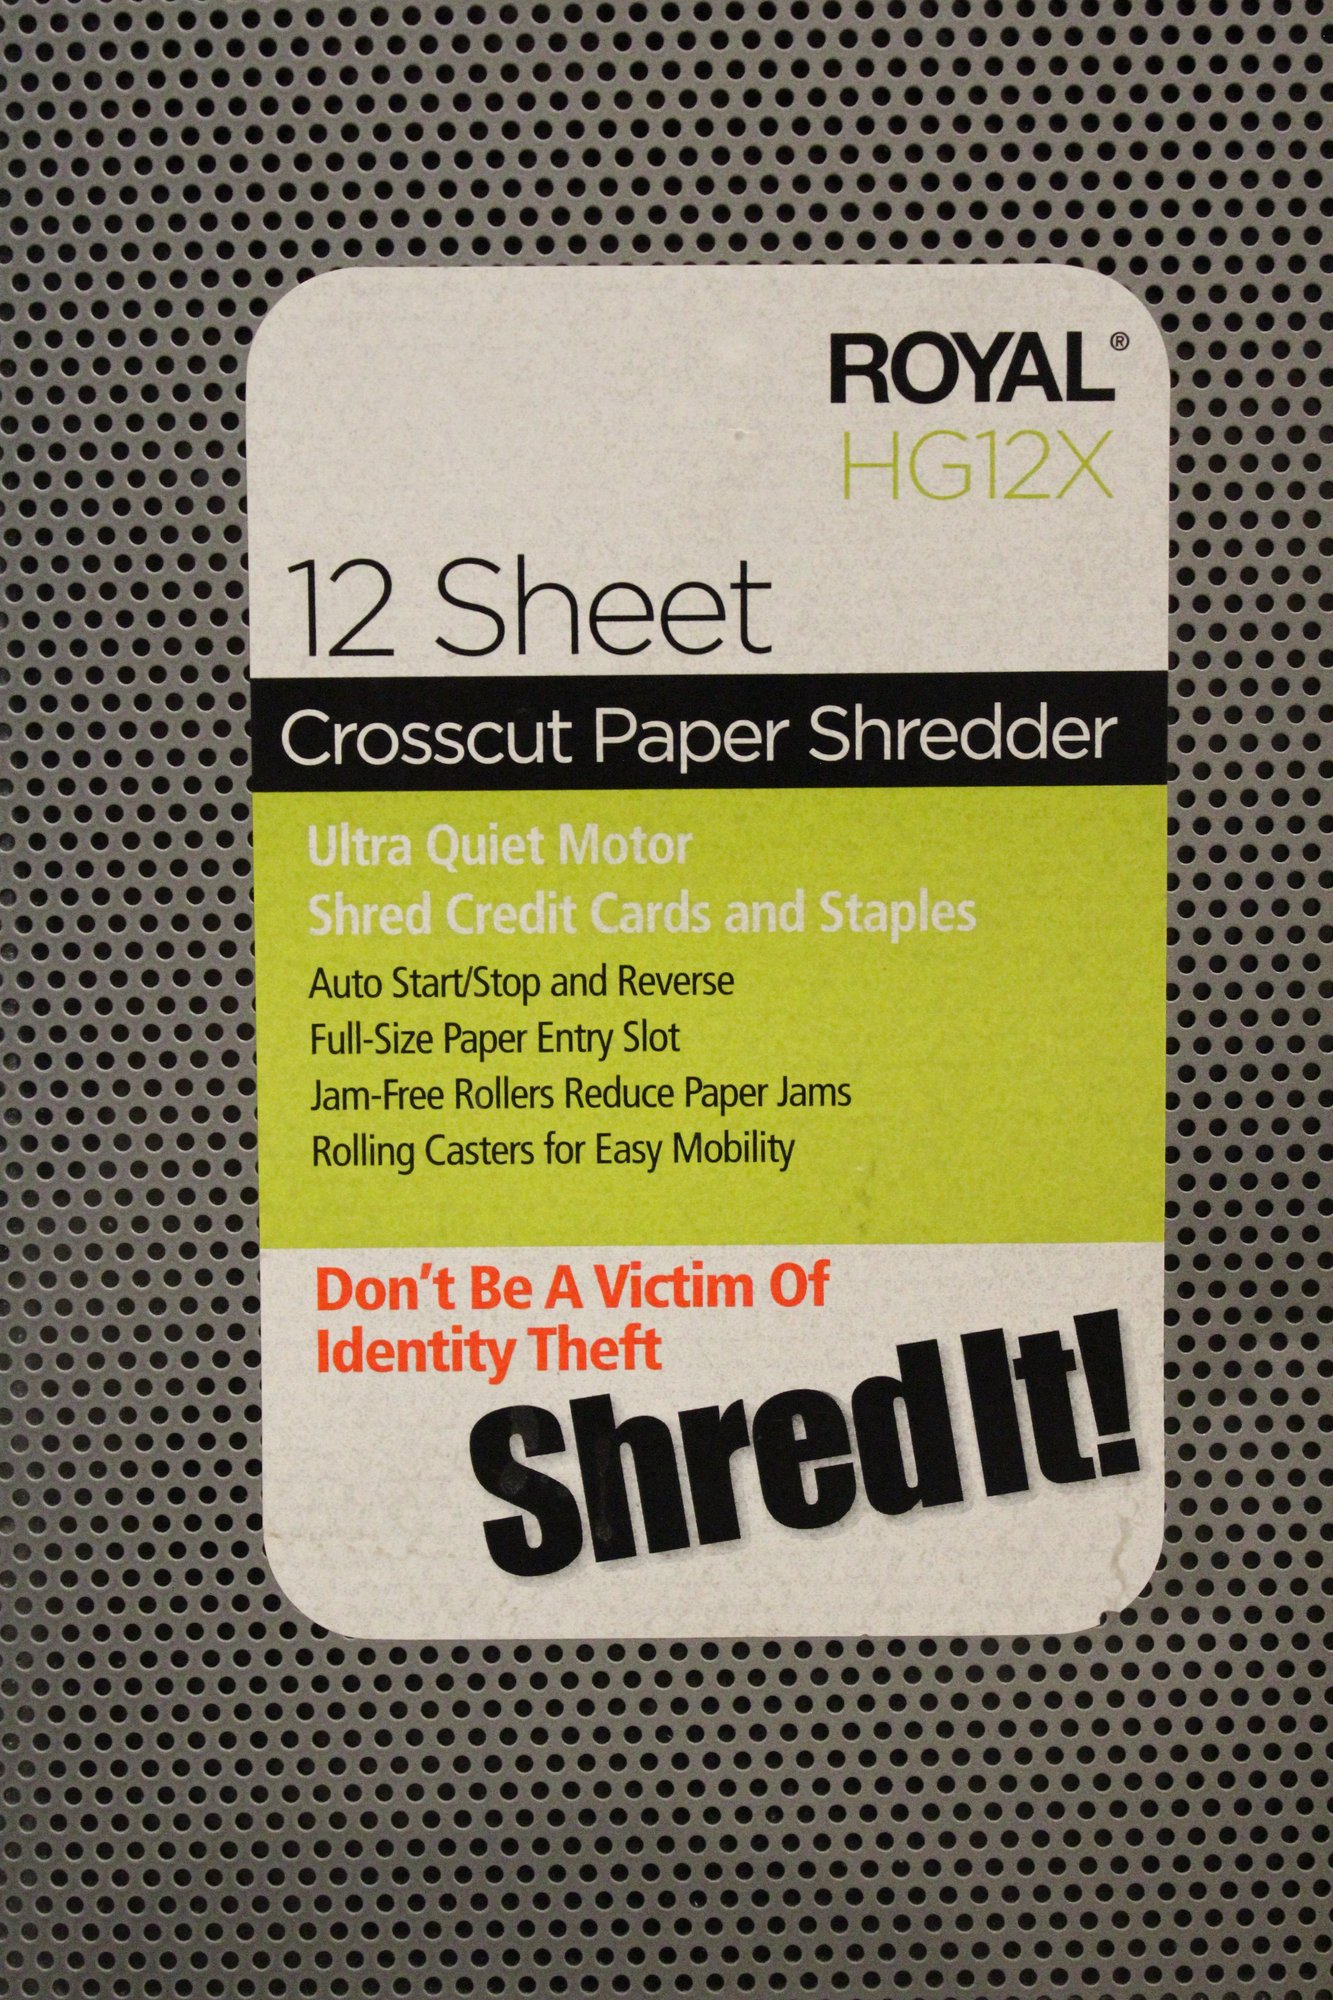 ROYAL®
HG12X
12 Sheet
Crosscut Paper Shredder
Ultra Quiet Motor
Shred Credit Cards and Staples
Auto Start/Stop and Reverse
Full-Size Paper Entry Slot
Jam-Free Rollers Reduce Paper Jams
Rolling Casters for Easy Mobility
Don't Be A Victim Of
Identity Theft
Shred It!